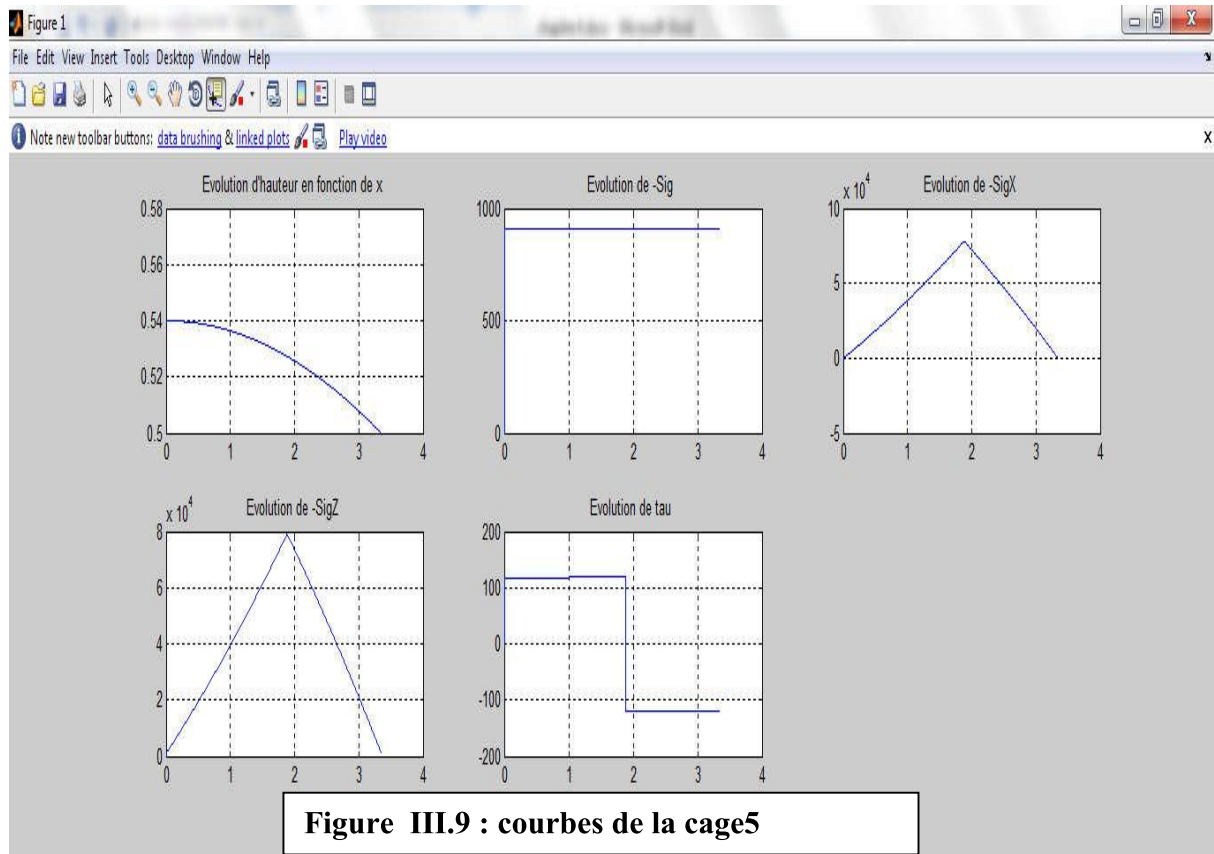 Figure 1
File Edit View Insert Tools Desktop Window Help
Note new toolbar buttons: data brushing & linked plots Play video
Evolution d'hauteur en fonction de x
0.58
0.56
0.54
0.52
0.5
0 1 2 3 4
Evolution de -Sig
1000
500
0
0 1 2 3 4
Evolution de -SigX
x 10^4
10
5
0
-5
0 1 2 3 4
Evolution de -SigZ
x 10^4
8
6
4
2
0
0 1 2 3 4
Evolution de tau
200
100
0
-100
-200
0 1 2 3 4
Figure III.9 : courbes de la cage5